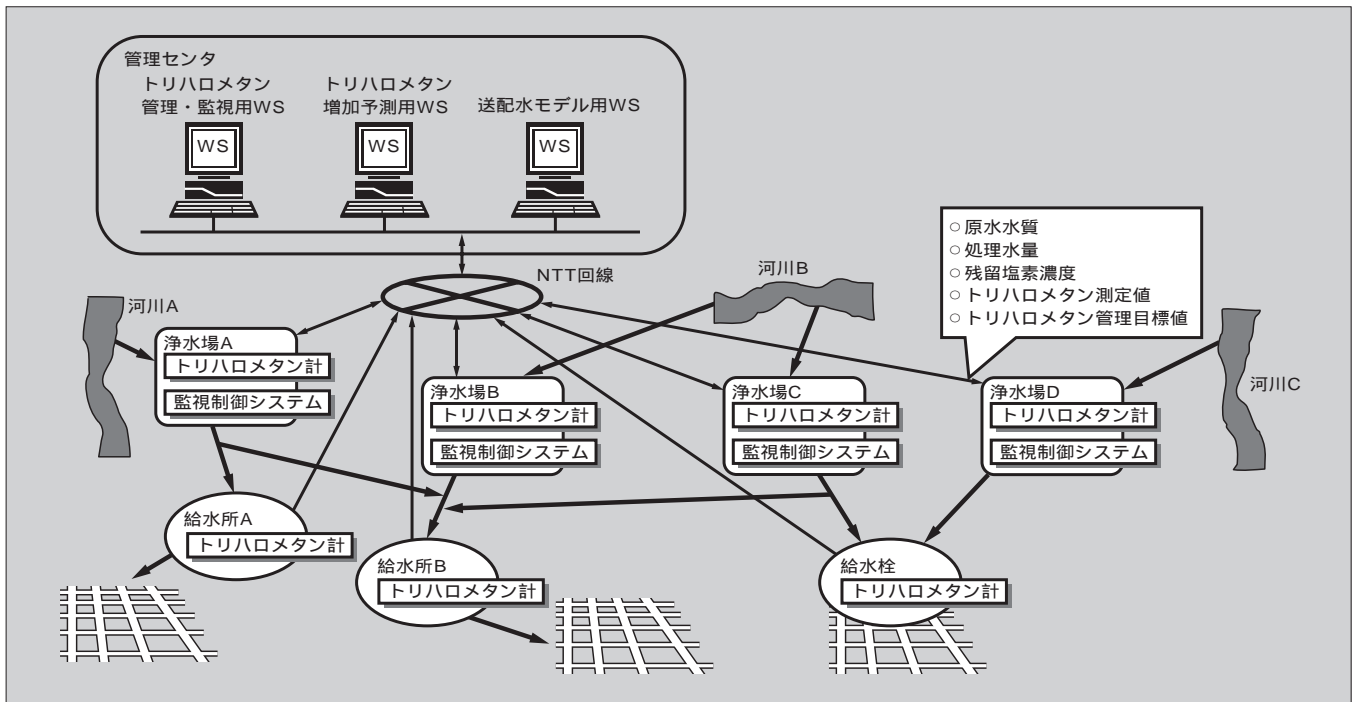 管理センタ
トリハロメタン
管理・監視用WS
トリハロメタン
増加予測用WS
送配水モデル用WS
WS
WS
WS
NTT回線
河川A
河川B
河川C
○原水水質
○処理水量
○残留塩素濃度
○トリハロメタン測定値
○トリハロメタン管理目標値
浄水場A
トリハロメタン計
監視制御システム
浄水場B
トリハロメタン計
監視制御システム
浄水場C
トリハロメタン計
監視制御システム
浄水場D
トリハロメタン計
監視制御システム
給水所A
トリハロメタン計
給水所B
トリハロメタン計
給水栓
トリハロメタン計